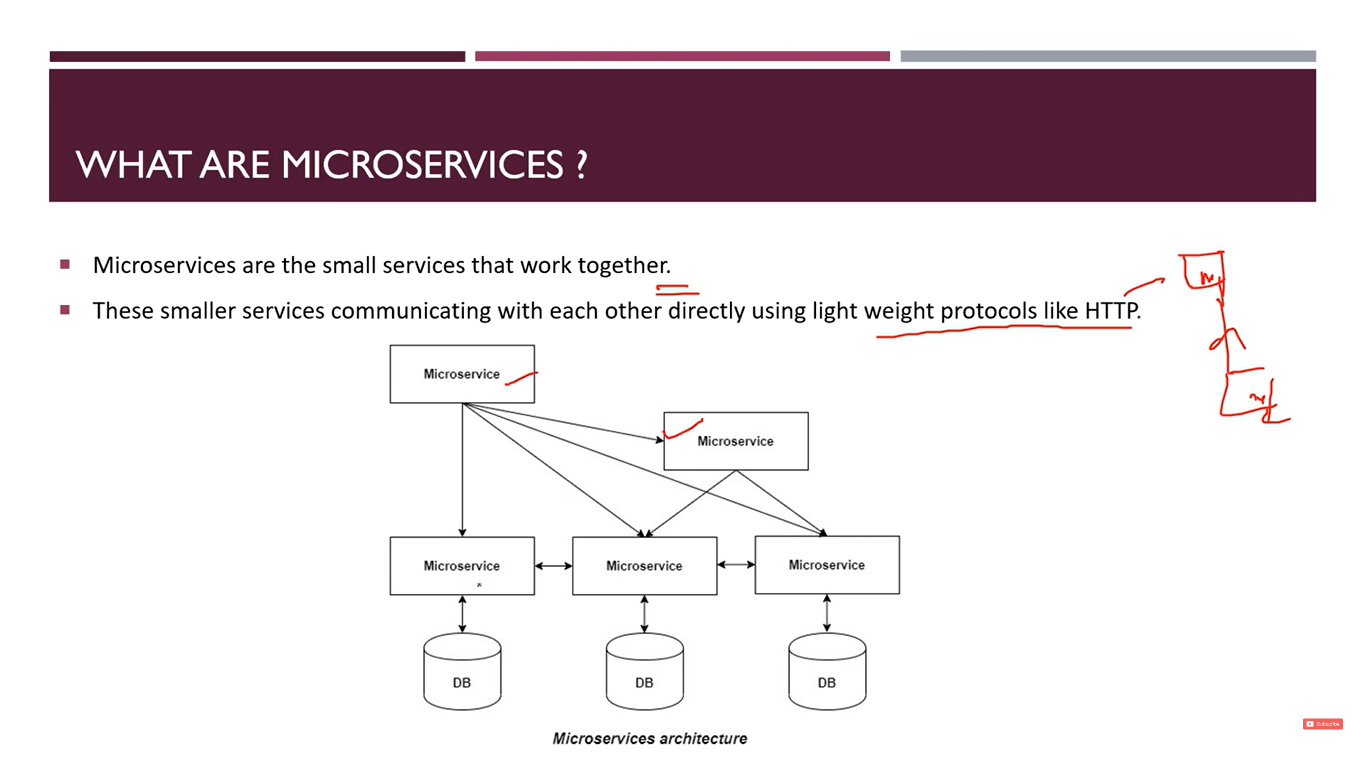 WHAT ARE MICROSERVICES ?
Microservices are the small services that work together.
These smaller services communicating with each other directly using light weight protocols like HTTP.
Microservice
Microservice
Microservice
Microservice
Microservice
DB
DB
DB
Microservices architecture
Subscribe